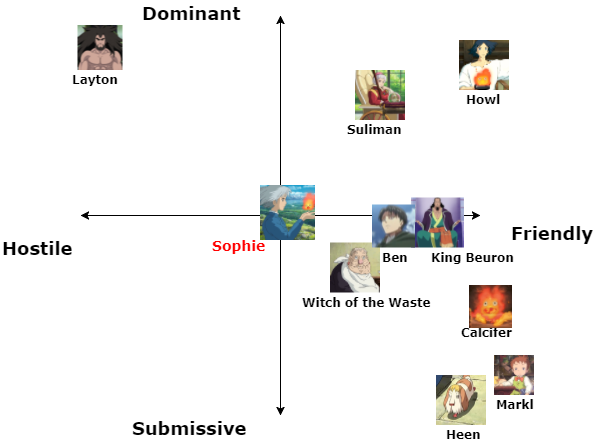 Dominant
Layton
Howl
Suliman
Sophie
Hostile
Friendly
Ben
King Beuron
Witch of the Waste
Calcifer
Markl
Heen
Submissive